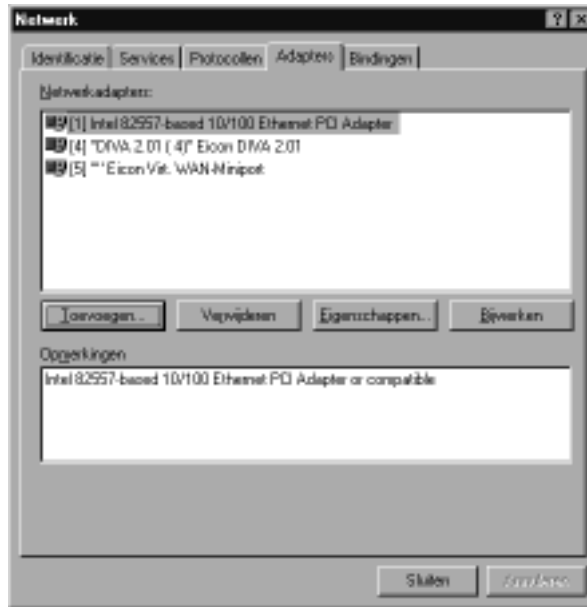 Netwerk
Identificatie Services Protocollen Adapters Bindingen
Netwerkadapters:
[1] Intel 82557-based 10/100 Ethernet PCI Adapter
[4] "DIVA 2.01 ( 4)" Eicon DIVA 2.01
[5] "" Eicon Virt. WAN-Miniport
Toevoegen... Verwijderen Eigenschappen... Bijwerken
Opmerkingen
Intel 82557-based 10/100 Ethernet PCI Adapter or compatible
Sluiten Annuleren